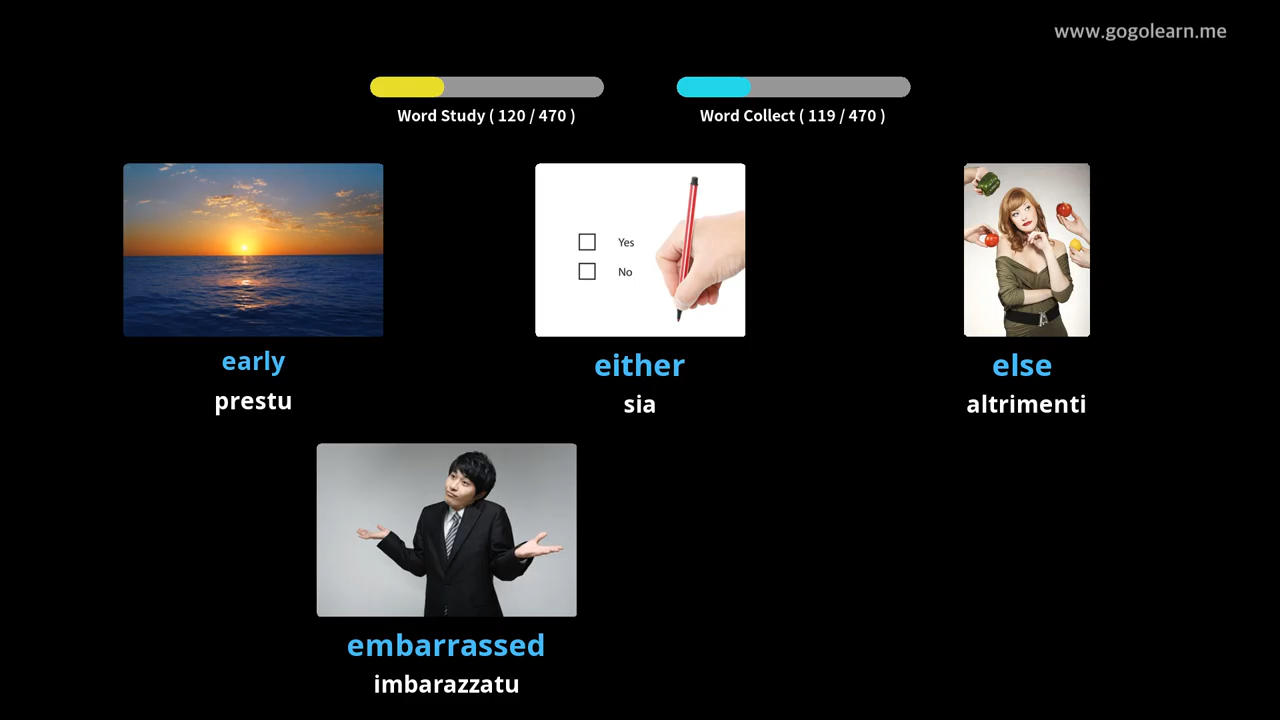 www.gogolearn.me
Word Study ( 120 / 470 )
Word Collect ( 119 / 470 )
Yes
No
early
prestu
either
sia
else
altrimenti
embarrassed
imbarazzatu